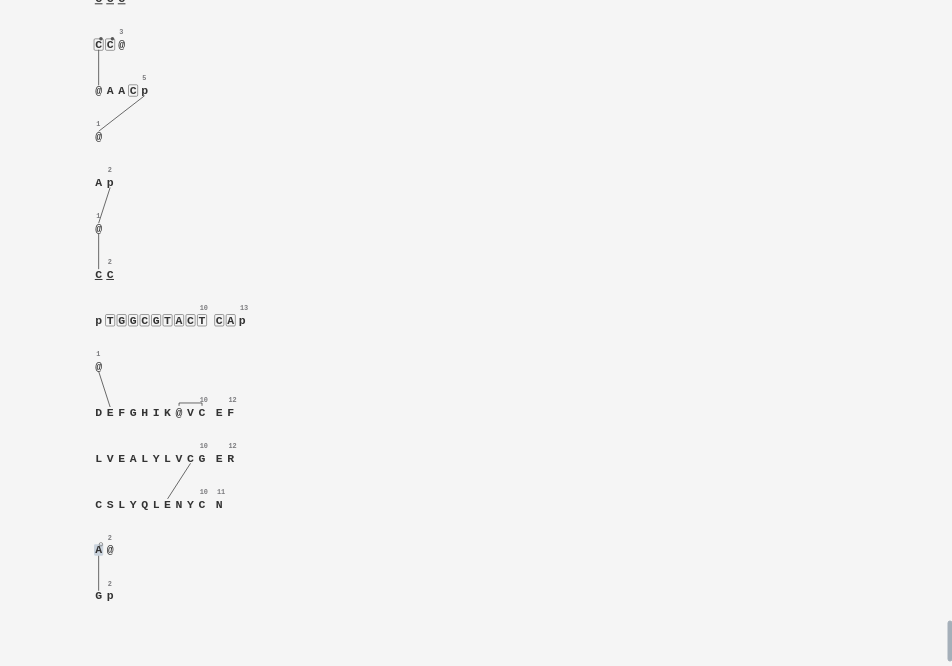 3
C C @
5
@ A A C p
1
@
2
A p
1
@
2
C C
10 13
p T G G C G T A C T C A p
1
@
10 12
D E F G H I K @ V C E F
10 12
L V E A L Y L V C G E R
10 11
C S L Y Q L E N Y C N
2
A @
2
G p